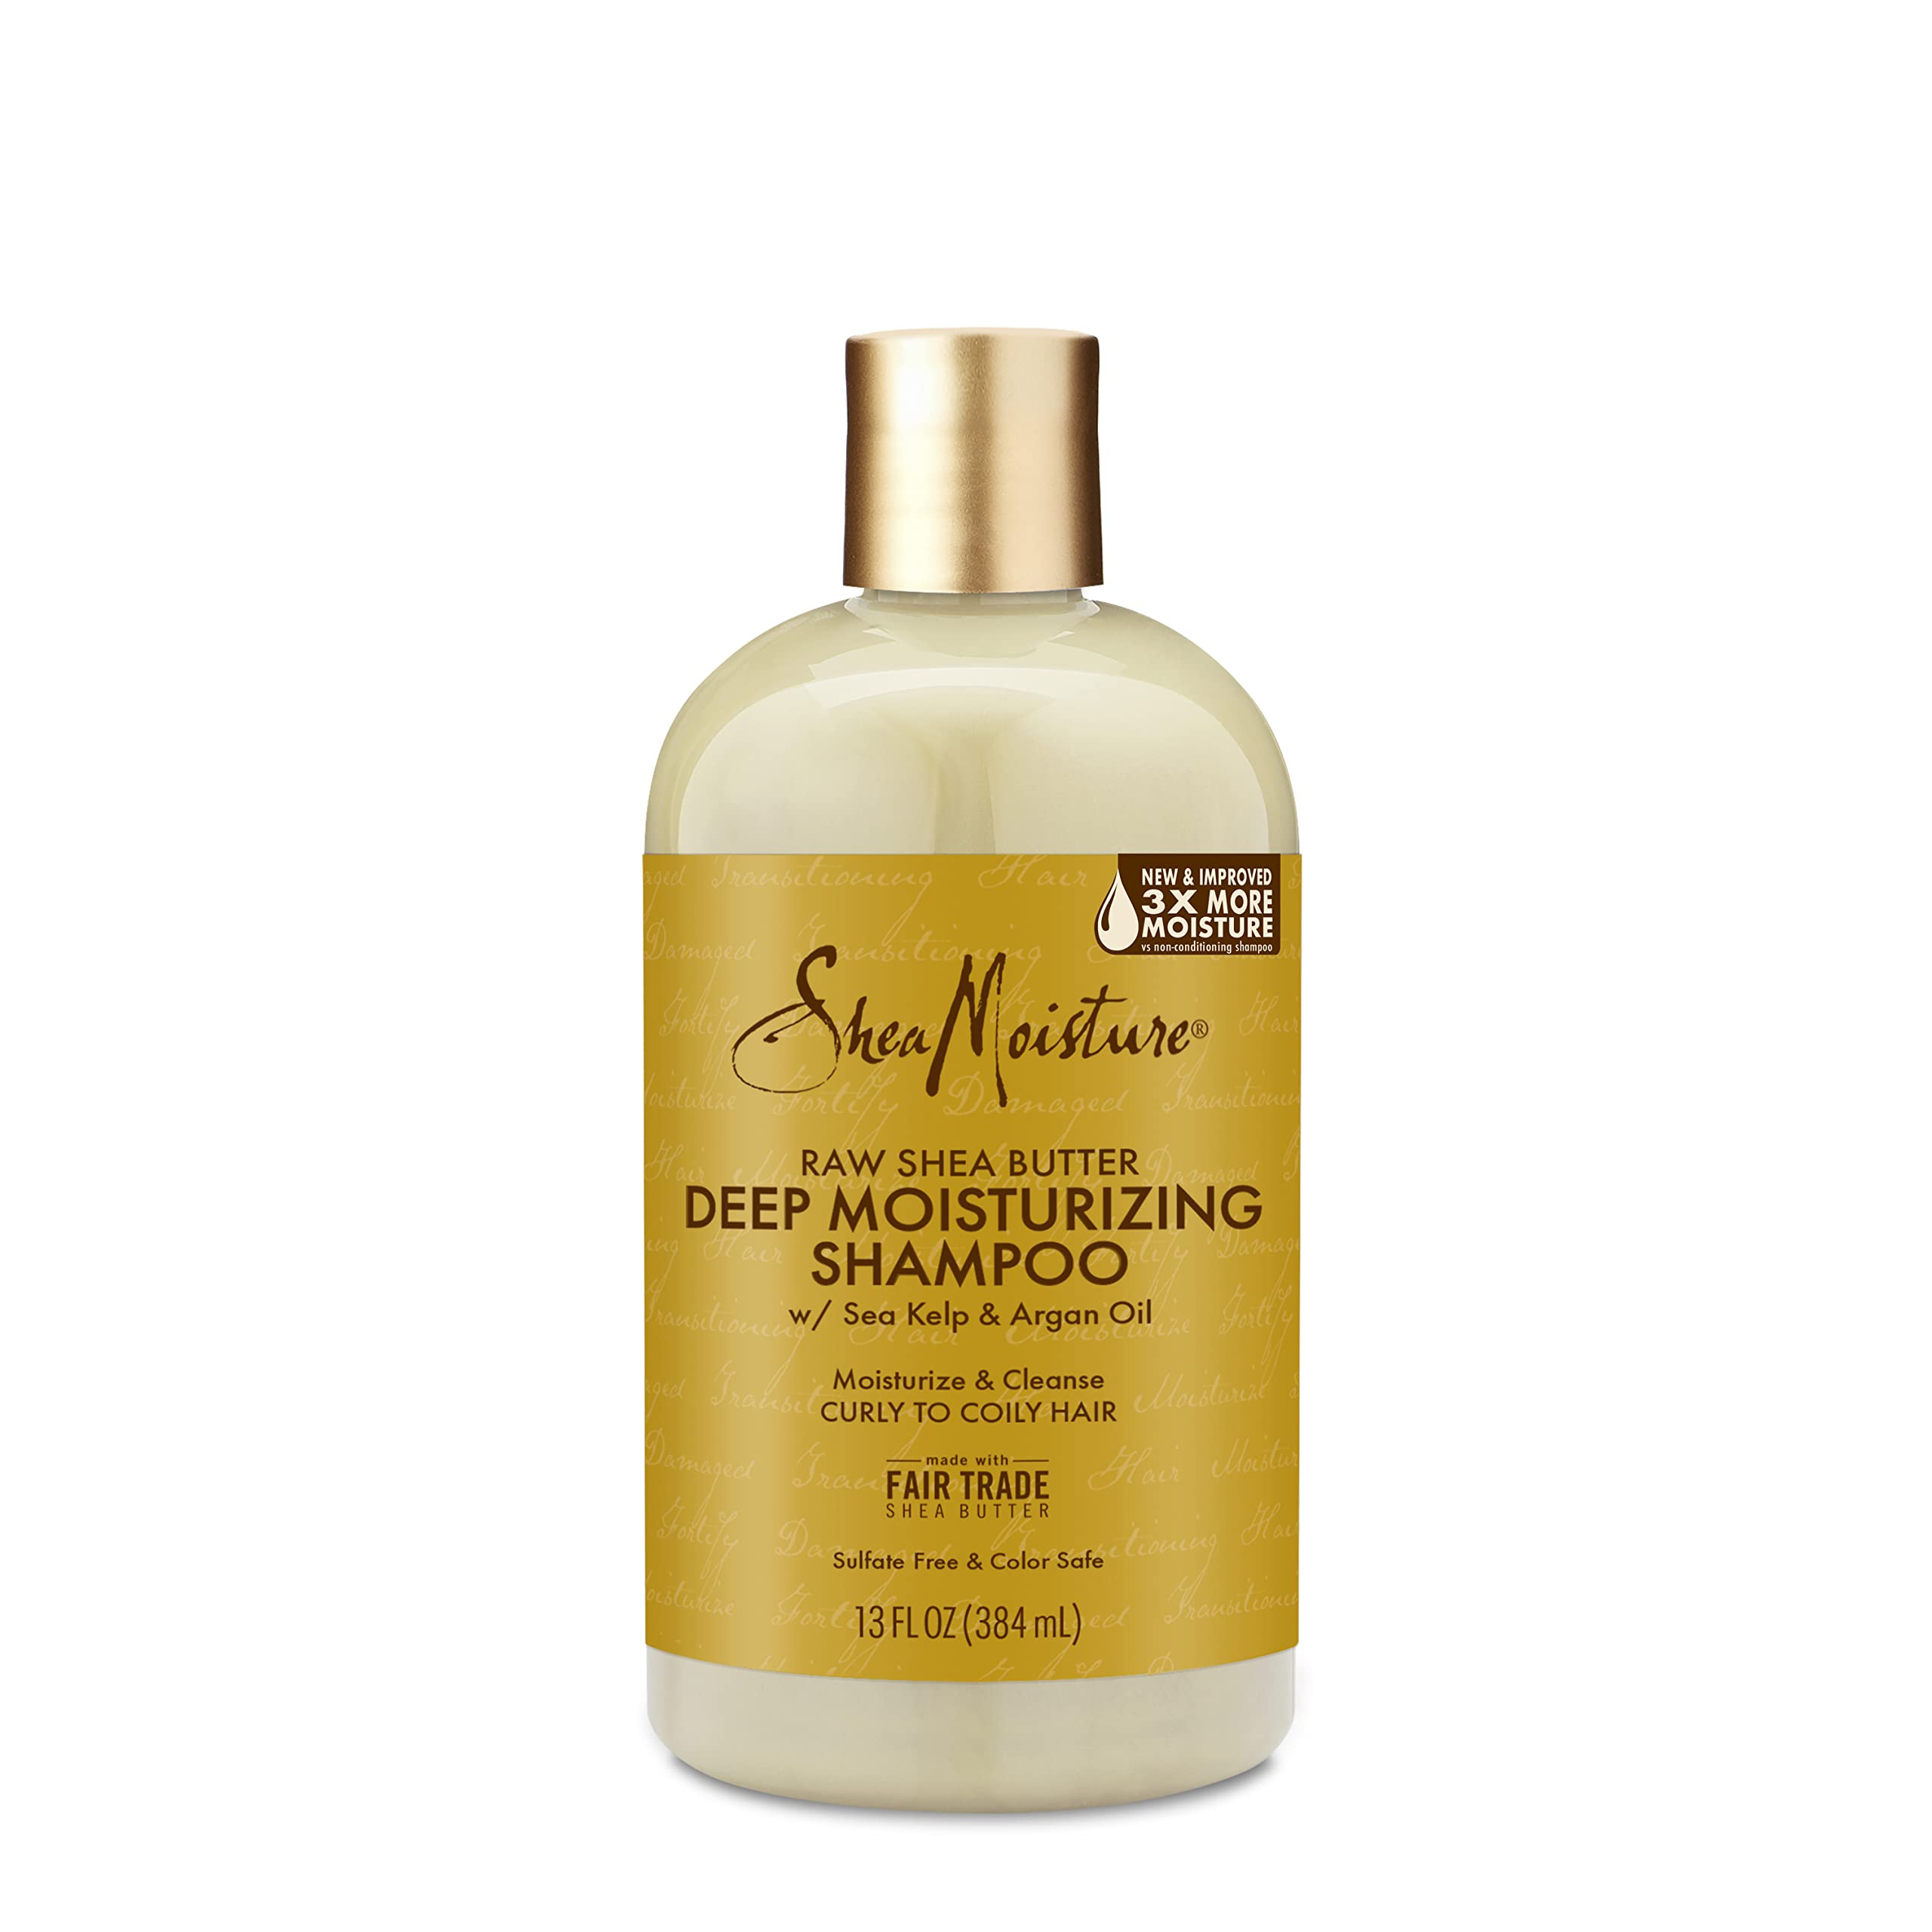 NEW & IMPROVED
3X MORE
MOISTURE
vs non-conditioning shampoo
SheaMoisture®
RAW SHEA BUTTER
DEEP MOISTURIZING
SHAMPOO
w/ Sea Kelp & Argan Oil
Moisturize & Cleanse
CURLY TO COILY HAIR
made with
FAIR TRADE
SHEA BUTTER
Sulfate Free & Color Safe
13 FL OZ (384 mL)